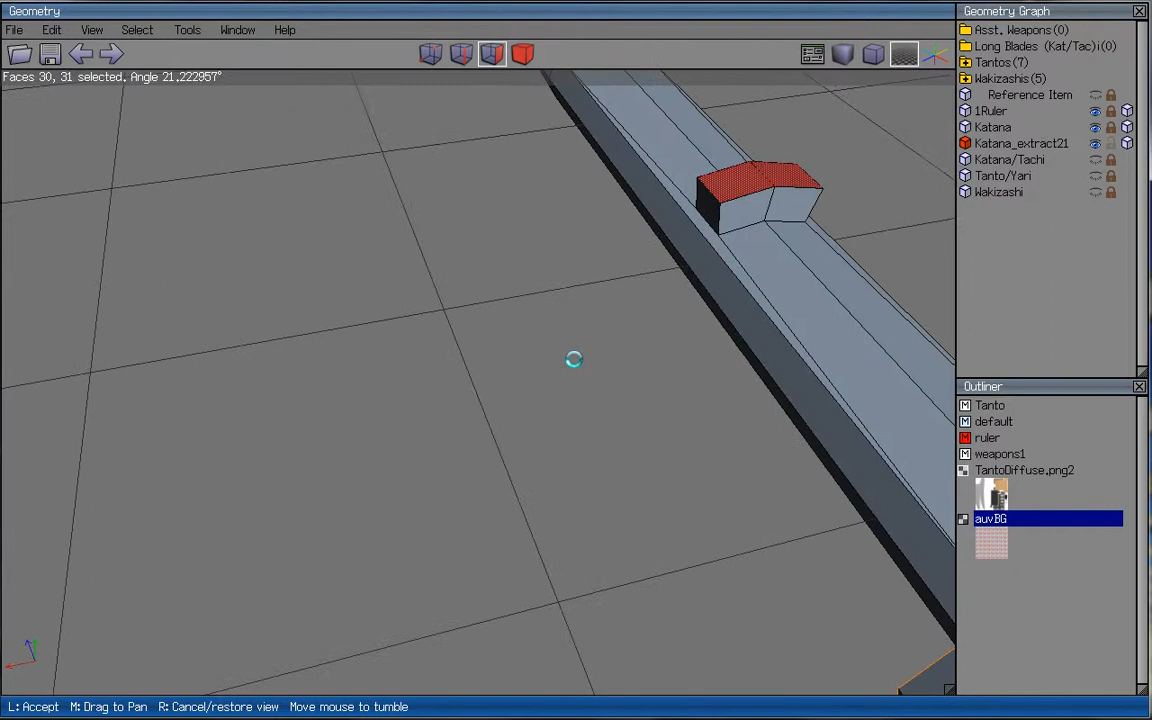 Geometry
File Edit View Select Tools Window Help
Faces 30, 31 selected. Angle 21.222957°
Geometry Graph
Asst. Weapons(0)
Long Blades (Kat/Tac)i(0)
Tantos(7)
Wakizashis(5)
Reference Item
1Ruler
Katana
Katana_extract21
Katana/Tachi
Tanto/Yari
Wakizashi
Outliner
M Tanto
M default
M ruler
M weapons1
TantoDiffuse.png2
auvBG
L:Accept M:Drag to Pan R:Cancel/restore view Move mouse to tumble